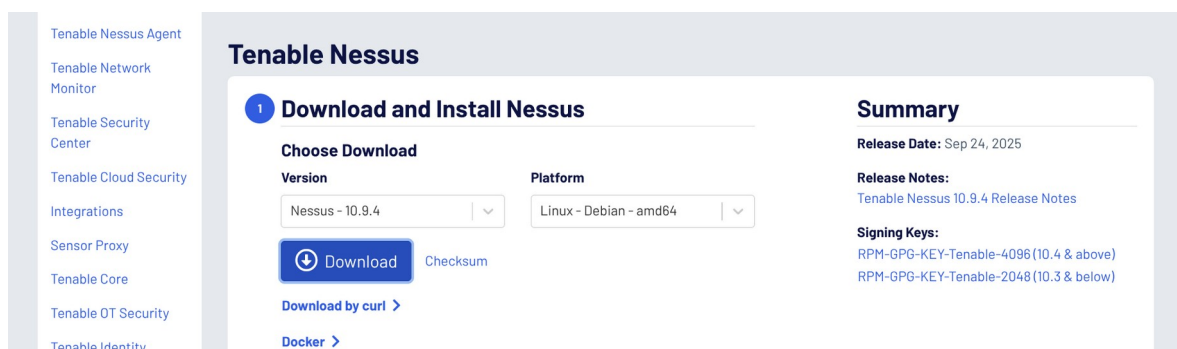 Tenable Nessus Agent
Tenable Network
Monitor
Tenable Security
Center
Tenable Cloud Security
Integrations
Sensor Proxy
Tenable Core
Tenable OT Security
Tenable Identity
Tenable Nessus
1 Download and Install Nessus
Choose Download
Version
Platform
Nessus - 10.9.4
Linux - Debian - amd64
Download
Checksum
Download by curl
Docker
Summary
Release Date: Sep 24, 2025
Release Notes:
Tenable Nessus 10.9.4 Release Notes
Signing Keys:
RPM-GPG-KEY-Tenable-4096 (10.4 & above)
RPM-GPG-KEY-Tenable-2048 (10.3 & below)